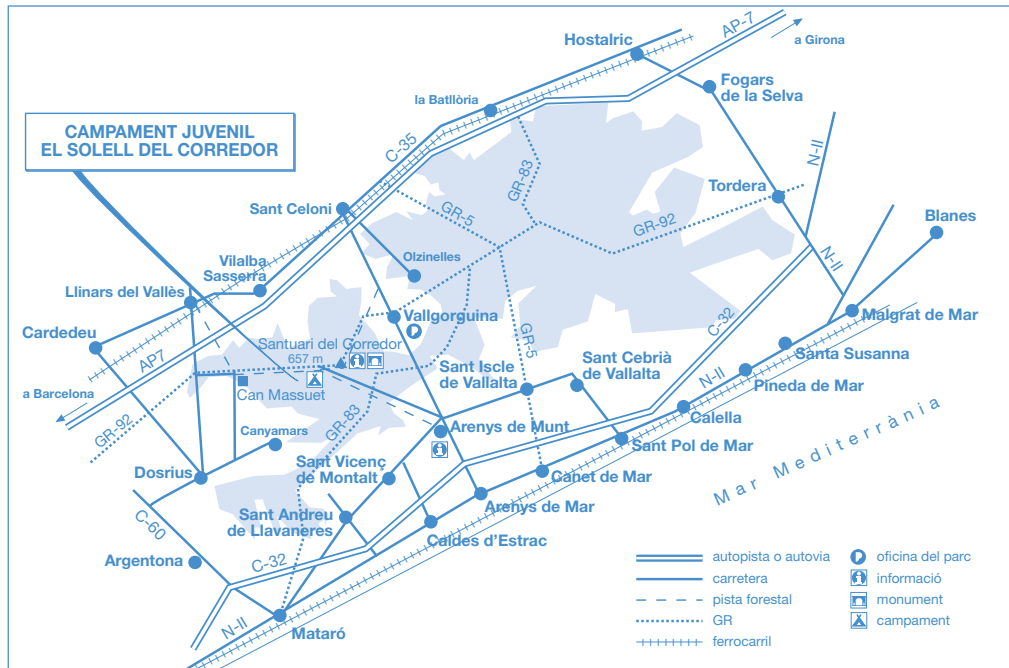 AP-7
a Girona
Hostalric
Fogars
de la Selva
la Batllòria
CAMPAMENT JUVENIL
EL SOLELL DEL CORREDOR
C-35
GR-83
N-II
Tordera
GR-5
GR-92
Sant Celoni
Blanes
Olzinelles
Vilalba
Sasserra
N-II
Llinars del Vallès
Vallgorguina
P
Malgrat de Mar
C-32
Cardedeu
AP7
Santuari del Corredor
657 m
GR-5
Santa Susanna
Sant Iscle
de Vallalta
Sant Cebrià
de Vallalta
N-II
Pineda de Mar
Can Massuet
a Barcelona
GR-92
GR-83
Calella
Canyamars
Arenys de Munt
Sant Pol de Mar
Mar Mediterrània
Sant Vicenç
de Montalt
Dosrius
Canet de Mar
Arenys de Mar
Sant Andreu
de Llavaneres
C-60
Caldes d'Estrac
Argentona
C-32
N-II
Mataró
autopista o autovia
carretera
pista forestal
GR
ferrocarril
P oficina del parc
informació
monument
campament